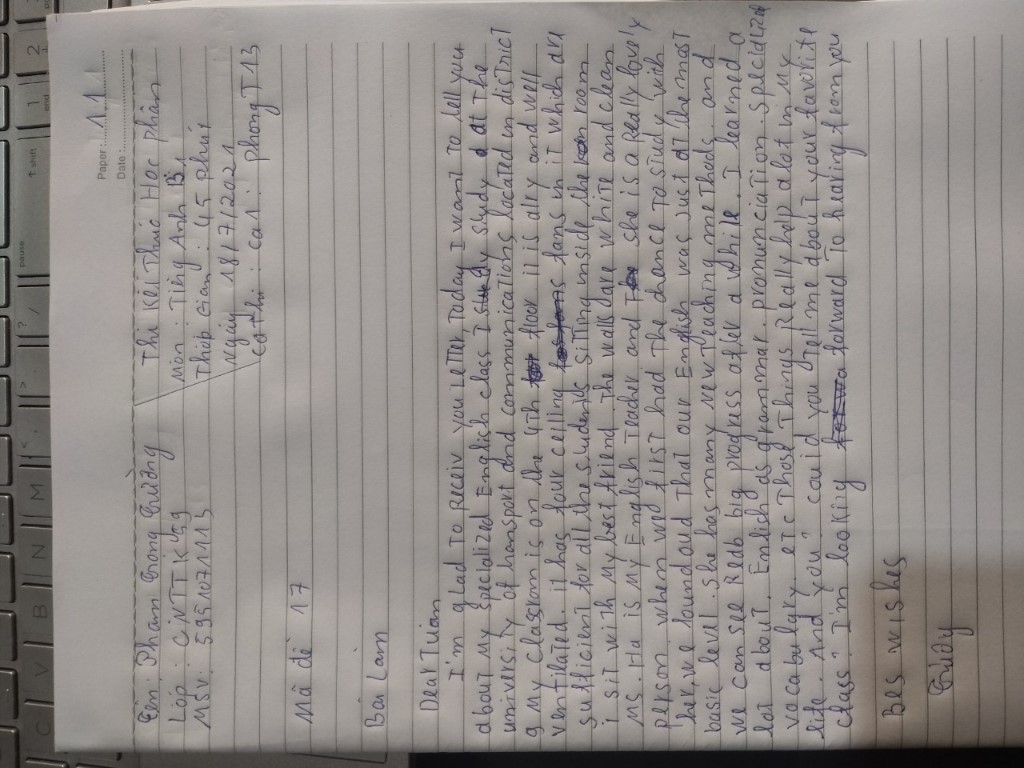 C V B N M < , > . ? / pause ↑ shift 1 end 2
Paper : 11
Date :
Tên: Phạm Trọng Trường
Thi Kết Thúc Học phần
Lớp : CNTT K59
Môn : Tiếng Anh B1
MSV: 5951071113
Thời Gian : 45 phút
Ngày 18/7/2021
Ca thi : ca 1 : phòng T13
Mã đề 17
Bài Làm
Dear Tuan
I'm glad To Receiv you Letter, Today I want To tell you
about My specialized English class I study at The
university of transport and communications located in district
9 My classrom is on the 4Th floor it is airy and well
ventilated. iT has four ceiling fans in iT which are
sufficient for all the students sitting inside the room
i sit with My best friend. The walls are white and clean
Ms. Ha is My English Teacher and she is a Really lovely
person when we first had The chance To study with
her, we found oud That our English was just at the most
basic level. She has many New Teaching methods. and
we can see big progress after a while. I learned a
lot about. Enlish as grammar. pronunciation. specialized
vocabulary. etc Those Things Really help a lot in My
life. And you? could you Tell me about your favorite
class? I'm looking forward To hearing from you
Bes wishes